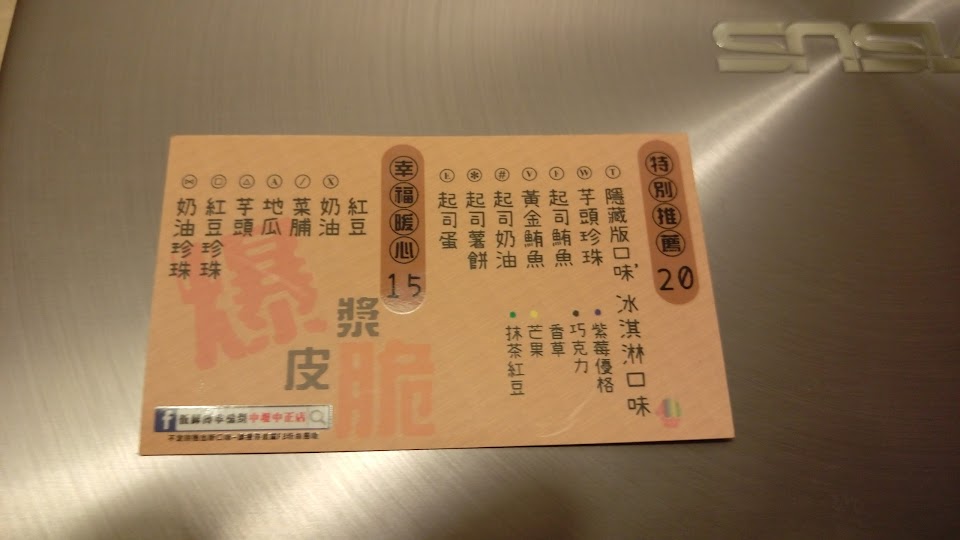 特別推薦
20
Ⓣ 隱藏版口味,冰淇淋口味
Ⓦ 芋頭珍珠
Ⓕ 起司鮪魚
Ⓥ 黃金鮪魚
# 起司奶油
起司薯餅
Ⓔ 起司蛋
紫莓優格
巧克力
香草
芒果
抹茶紅豆
幸福暖心
15
紅豆
Ⓧ 奶油
/ 菜脯
Ⓐ 地瓜
△ 芋頭
紅豆珍珠
奶油珍珠
爆漿
脆皮
中壢中正店
asus